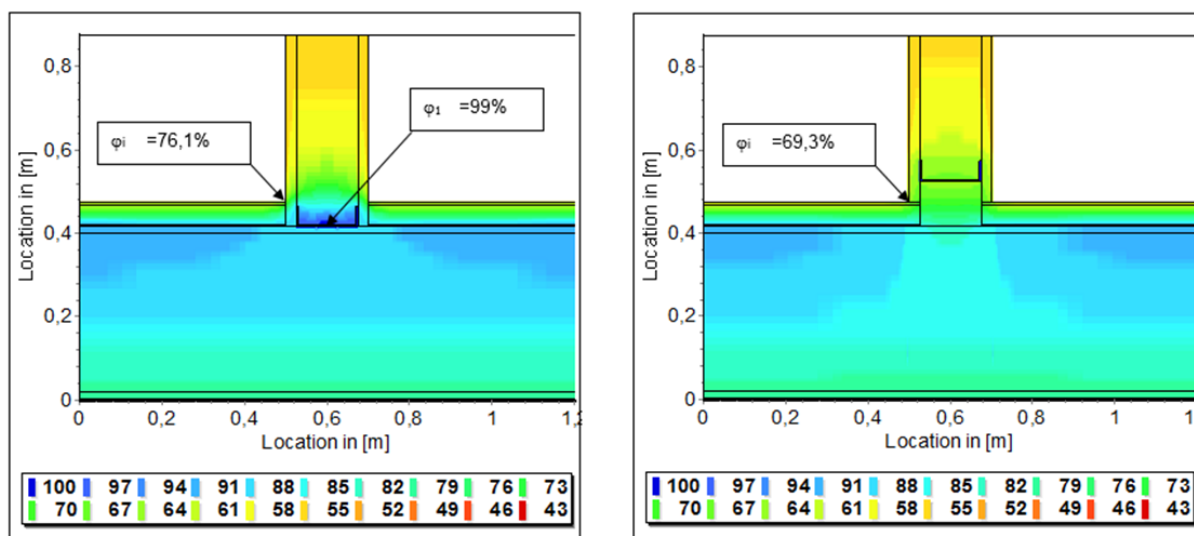 0,8
φi =76,1%
φ1 =99%
0,6
0,4
0,2
0
Location in [m]
0 0,2 0,4 0,6 0,8 1 1,2
Location in [m]
100 97 94 91 88 85 82 79 76 73
70 67 64 61 58 55 52 49 46 43
0,8
φi =69,3%
0,6
0,4
0,2
0
Location in [m]
0 0,2 0,4 0,6 0,8 1 1
Location in [m]
100 97 94 91 88 85 82 79 76 73
70 67 64 61 58 55 52 49 46 43